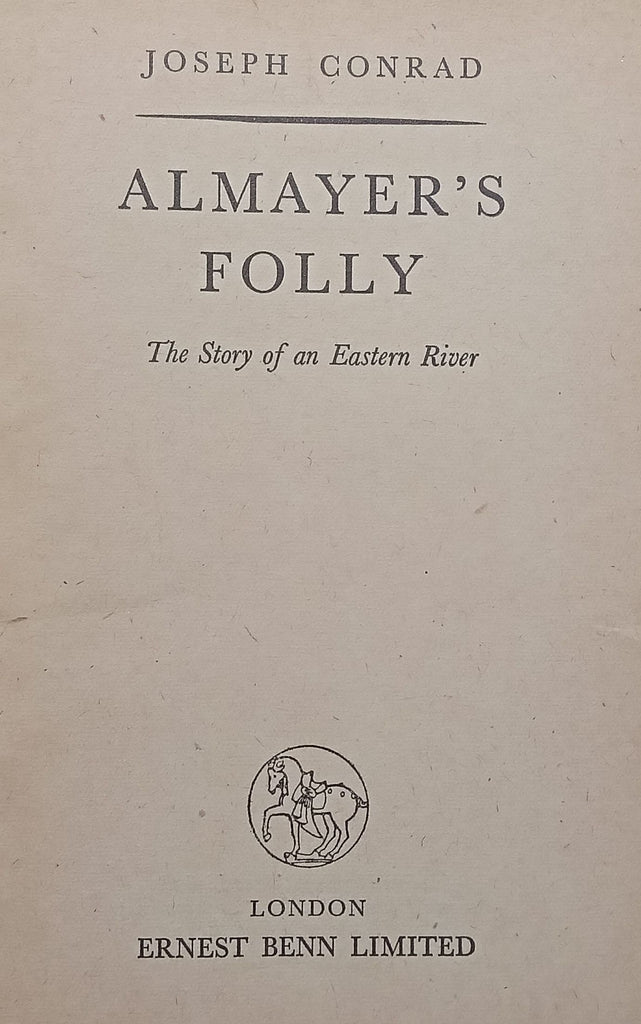 JOSEPH CONRAD
ALMAYER'S
FOLLY
The Story of an Eastern River
LONDON
ERNEST BENN LIMITED